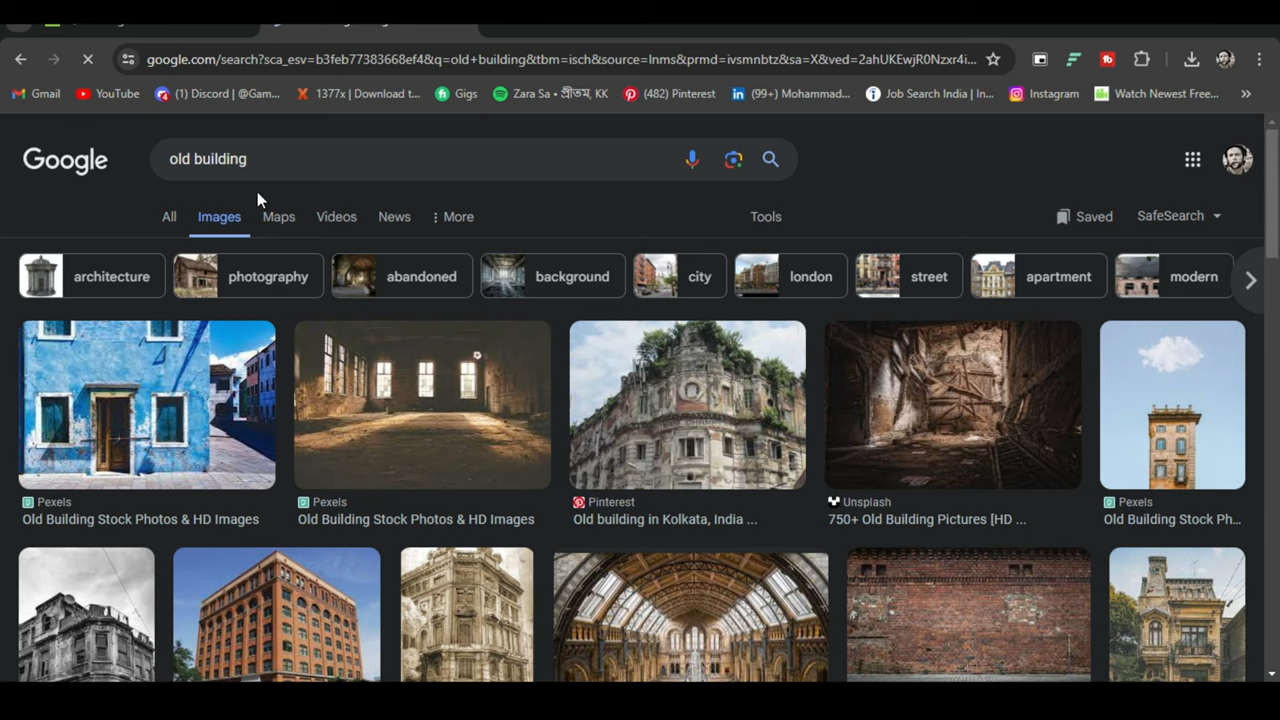 google.com/search?sca_esv=b3feb77383668ef4&q=old+building&tbm=isch&source=lnms&prmd=ivsmnbtz&sa=X&ved=2ahUKEwjR0Nzxr4i...
Gmail YouTube (1) Discord | @Gam... 1377x | Download t... Gigs Zara Sa • শ্রীতমা, KK (482) Pinterest (99+) Mohammad... Job Search India | In... Instagram Watch Newest Free... »
Google old building
All Images Maps Videos News More Tools Saved SafeSearch
architecture photography abandoned background city london street apartment modern
Pexels
Old Building Stock Photos & HD Images
Pexels
Old Building Stock Photos & HD Images
Pinterest
Old building in Kolkata, India ...
Unsplash
750+ Old Building Pictures [HD ...
Pexels
Old Building Stock Ph...